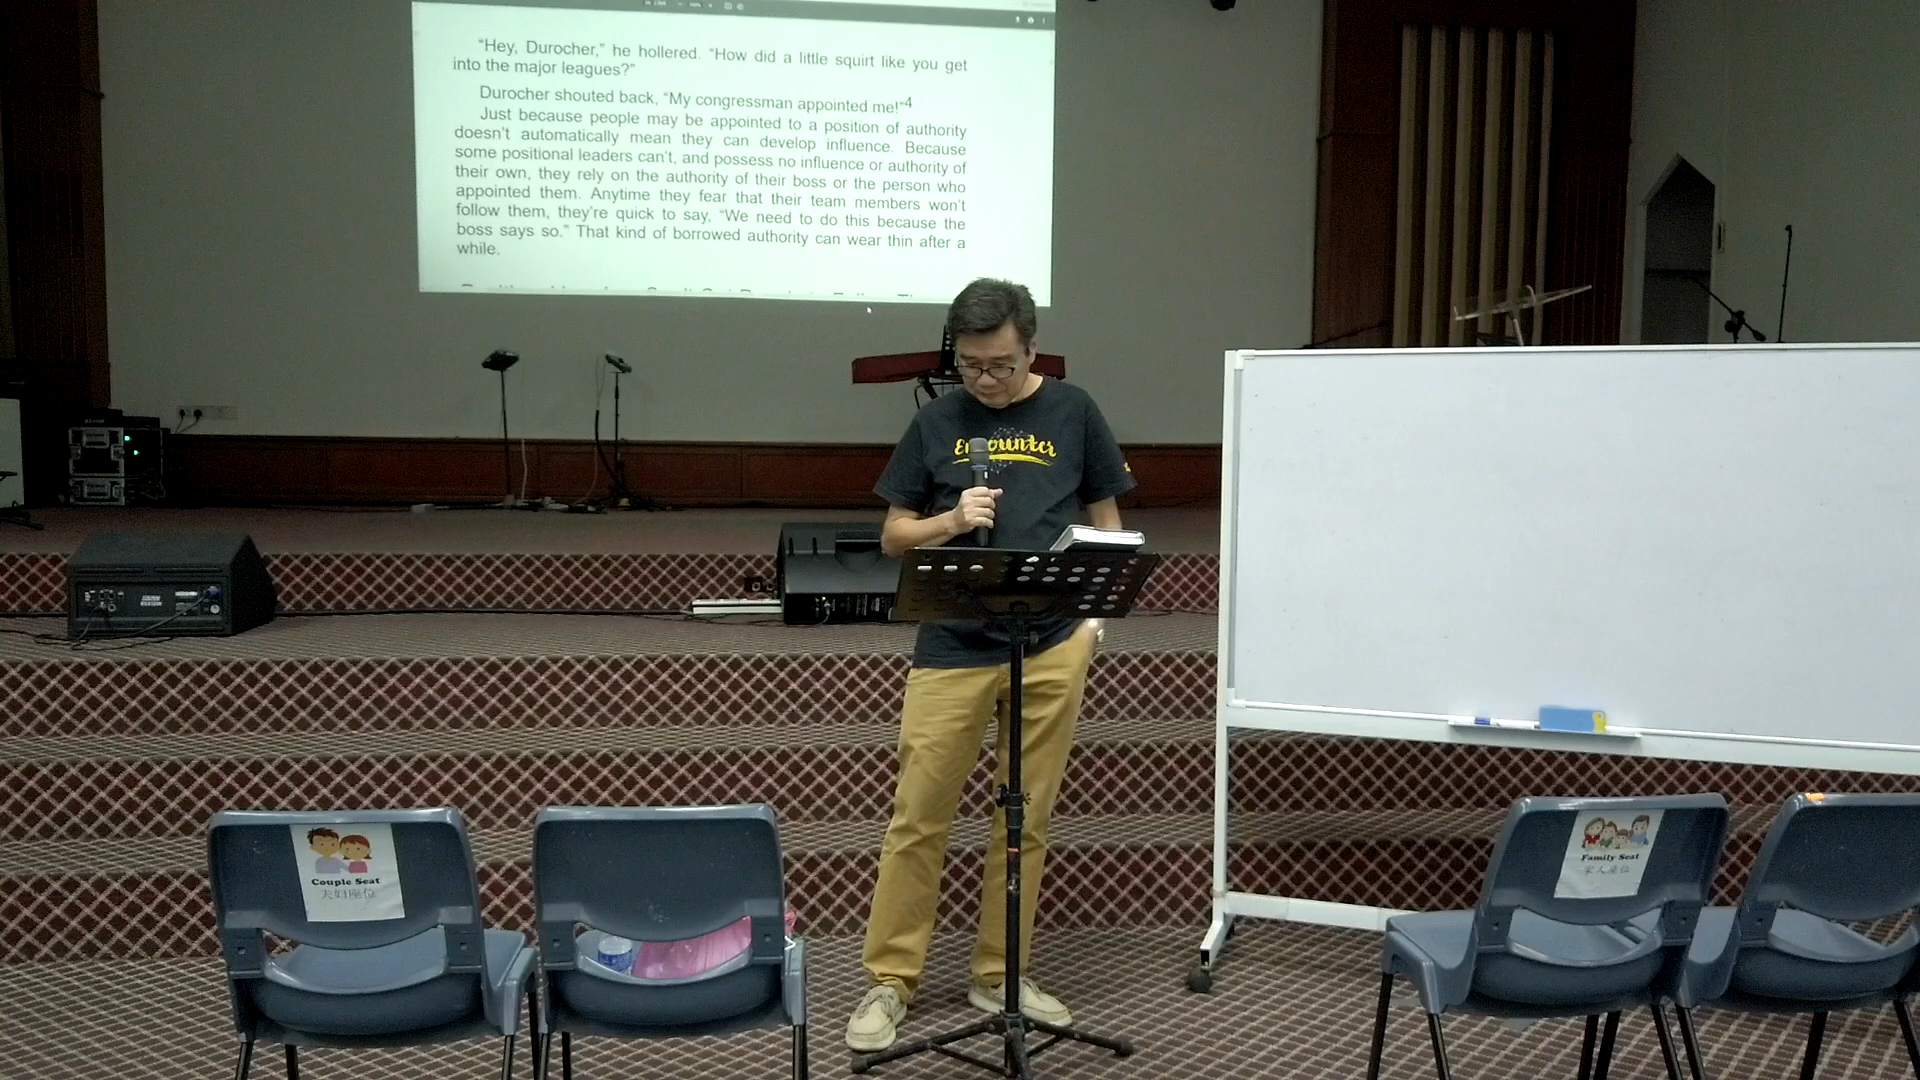 “Hey, Durocher,” he hollered. “How did a little squirt like you get
into the major leagues?”
Durocher shouted back, “My congressman appointed me!”4
Just because people may be appointed to a position of authority
doesn’t automatically mean they can develop influence. Because
some positional leaders can’t, and possess no influence or authority of
their own, they rely on the authority of their boss or the person who
appointed them. Anytime they fear that their team members won’t
follow them, they’re quick to say, “We need to do this because the
boss says so.” That kind of borrowed authority can wear thin after a
while.
Encounter
Couple Seat
夫妇座位
Family Seat
家人座位